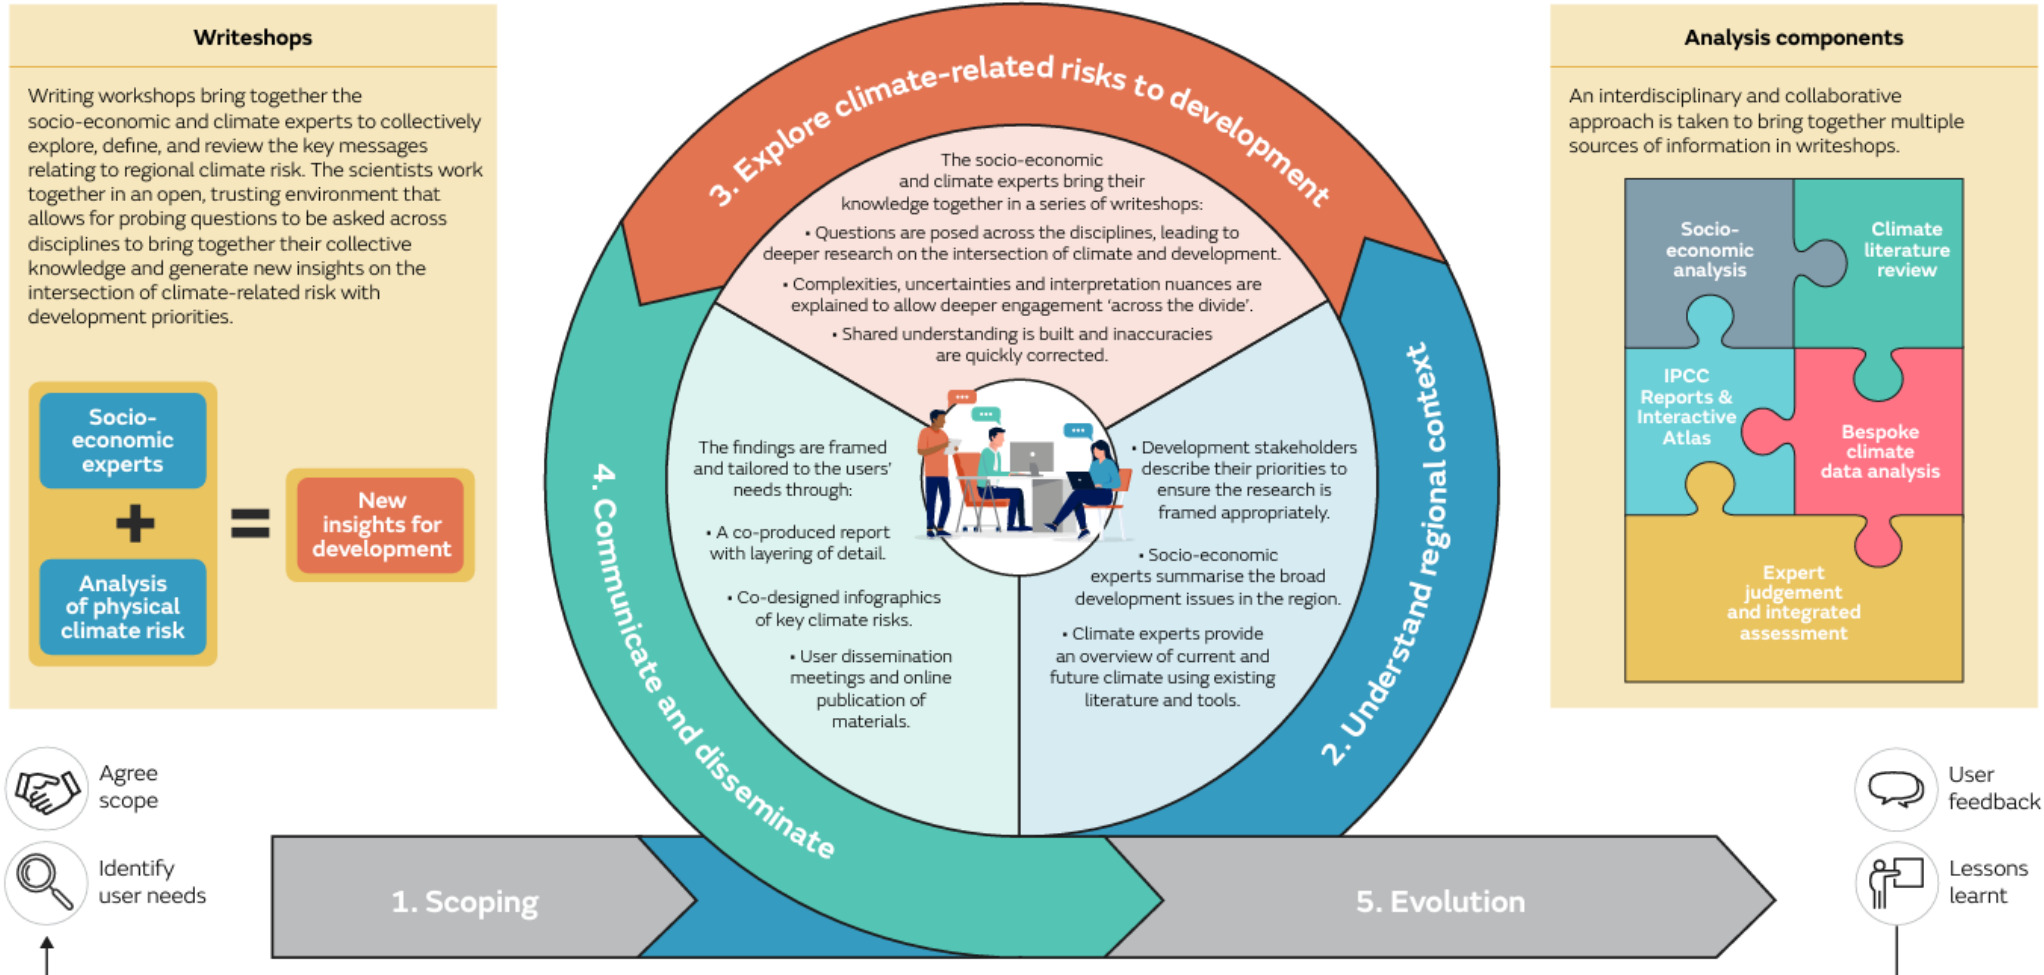 Writeshops
Writing workshops bring together the
socio-economic and climate experts to collectively
explore, define, and review the key messages
relating to regional climate risk. The scientists work
together in an open, trusting environment that
allows for probing questions to be asked across
disciplines to bring together their collective
knowledge and generate new insights on the
intersection of climate-related risk with
development priorities.
Socio-
economic
experts
+
Analysis
of physical
climate risk
=
New
insights for
development
3. Explore climate-related risks to development
The socio-economic
and climate experts bring their
knowledge together in a series of writeshops:
• Questions are posed across the disciplines, leading to
deeper research on the intersection of climate and development.
• Complexities, uncertainties and interpretation nuances are
explained to allow deeper engagement ‘across the divide’.
• Shared understanding is built and inaccuracies
are quickly corrected.
4. Communicate and disseminate
The findings are framed
and tailored to the users’
needs through:
• A co-produced report
with layering of detail.
• Co-designed infographics
of key climate risks.
• User dissemination
meetings and online
publication of
materials.
2. Understand regional context
• Development stakeholders
describe their priorities to
ensure the research is
framed appropriately.
• Socio-economic
experts summarise the broad
development issues in the region.
• Climate experts provide
an overview of current and
future climate using existing
literature and tools.
Analysis components
An interdisciplinary and collaborative
approach is taken to bring together multiple
sources of information in writeshops.
Socio-
economic
analysis
Climate
literature
review
IPCC
Reports &
Interactive
Atlas
Bespoke
climate
data analysis
Expert
judgement
and integrated
assessment
Agree
scope
Identify
user needs
1. Scoping
5. Evolution
User
feedback
Lessons
learnt